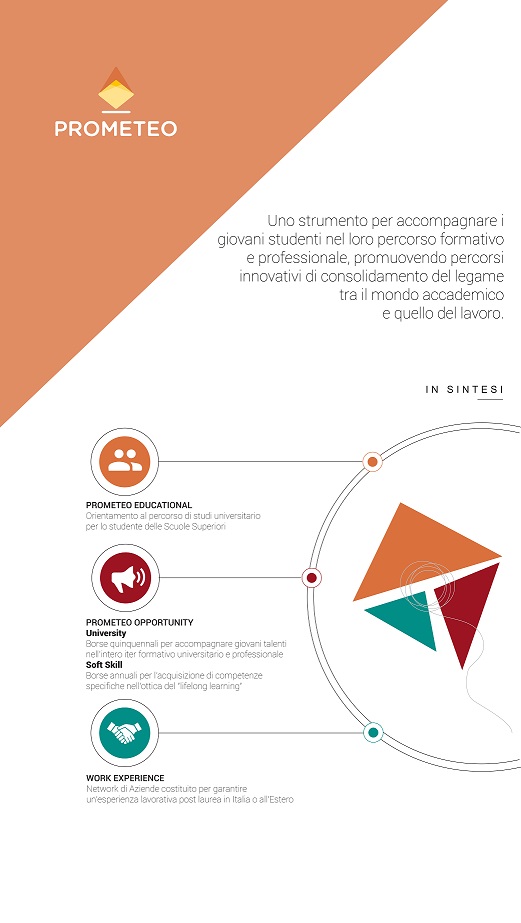 PROMETEO
Uno strumento per accompagnare i
giovani studenti nel loro percorso formativo
e professionale, promuovendo percorsi
innovativi di consolidamento del legame
tra il mondo accademico
e quello del lavoro.
IN SINTESI
PROMETEO EDUCATIONAL
Orientamento al percorso di studi universitario
per lo studente delle Scuole Superiori
PROMETEO OPPORTUNITY
University
Borse quinquennali per accompagnare giovani talenti
nell'intero iter formativo universitario e professionale
Soft Skill
Borse annuali per l'acquisizione di competenze
specifiche nell'ottica del "lifelong learning"
WORK EXPERIENCE
Network di Aziende costituito per garantire
un'esperienza lavorativa post laurea in Italia o all'Estero